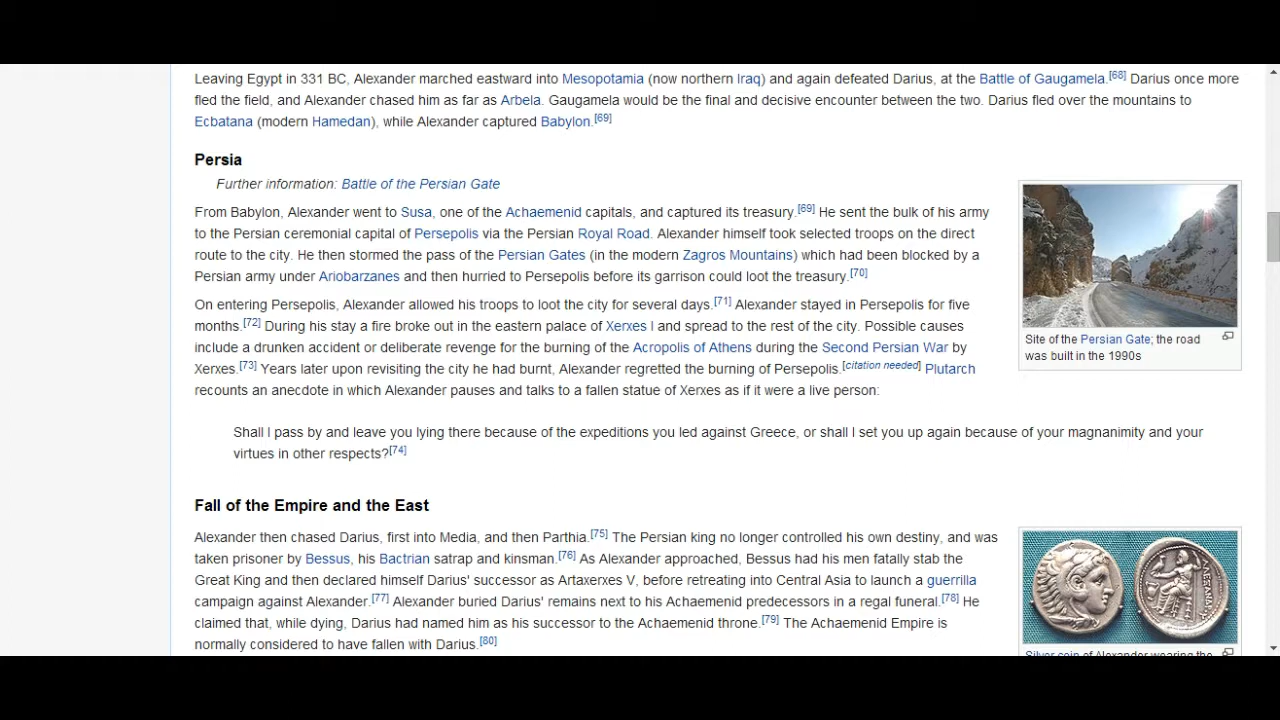 Leaving Egypt in 331 BC, Alexander marched eastward into Mesopotamia (now northern Iraq) and again defeated Darius, at the Battle of Gaugamela.[68] Darius once more
fled the field, and Alexander chased him as far as Arbela. Gaugamela would be the final and decisive encounter between the two. Darius fled over the mountains to
Ecbatana (modern Hamedan), while Alexander captured Babylon.[69]
Persia
Further information: Battle of the Persian Gate
From Babylon, Alexander went to Susa, one of the Achaemenid capitals, and captured its treasury.[69] He sent the bulk of his army
to the Persian ceremonial capital of Persepolis via the Persian Royal Road. Alexander himself took selected troops on the direct
route to the city. He then stormed the pass of the Persian Gates (in the modern Zagros Mountains) which had been blocked by a
Persian army under Ariobarzanes and then hurried to Persepolis before its garrison could loot the treasury.[70]
On entering Persepolis, Alexander allowed his troops to loot the city for several days.[71] Alexander stayed in Persepolis for five
months.[72] During his stay a fire broke out in the eastern palace of Xerxes I and spread to the rest of the city. Possible causes
include a drunken accident or deliberate revenge for the burning of the Acropolis of Athens during the Second Persian War by
Xerxes.[73] Years later upon revisiting the city he had burnt, Alexander regretted the burning of Persepolis.[citation needed] Plutarch
recounts an anecdote in which Alexander pauses and talks to a fallen statue of Xerxes as if it were a live person:
Site of the Persian Gate; the road
was built in the 1990s
Shall I pass by and leave you lying there because of the expeditions you led against Greece, or shall I set you up again because of your magnanimity and your
virtues in other respects?[74]
Fall of the Empire and the East
Alexander then chased Darius, first into Media, and then Parthia.[75] The Persian king no longer controlled his own destiny, and was
taken prisoner by Bessus, his Bactrian satrap and kinsman.[76] As Alexander approached, Bessus had his men fatally stab the
Great King and then declared himself Darius' successor as Artaxerxes V, before retreating into Central Asia to launch a guerrilla
campaign against Alexander.[77] Alexander buried Darius' remains next to his Achaemenid predecessors in a regal funeral.[78] He
claimed that, while dying, Darius had named him as his successor to the Achaemenid throne.[79] The Achaemenid Empire is
normally considered to have fallen with Darius.[80]
Silver coin of Alexander wearing the